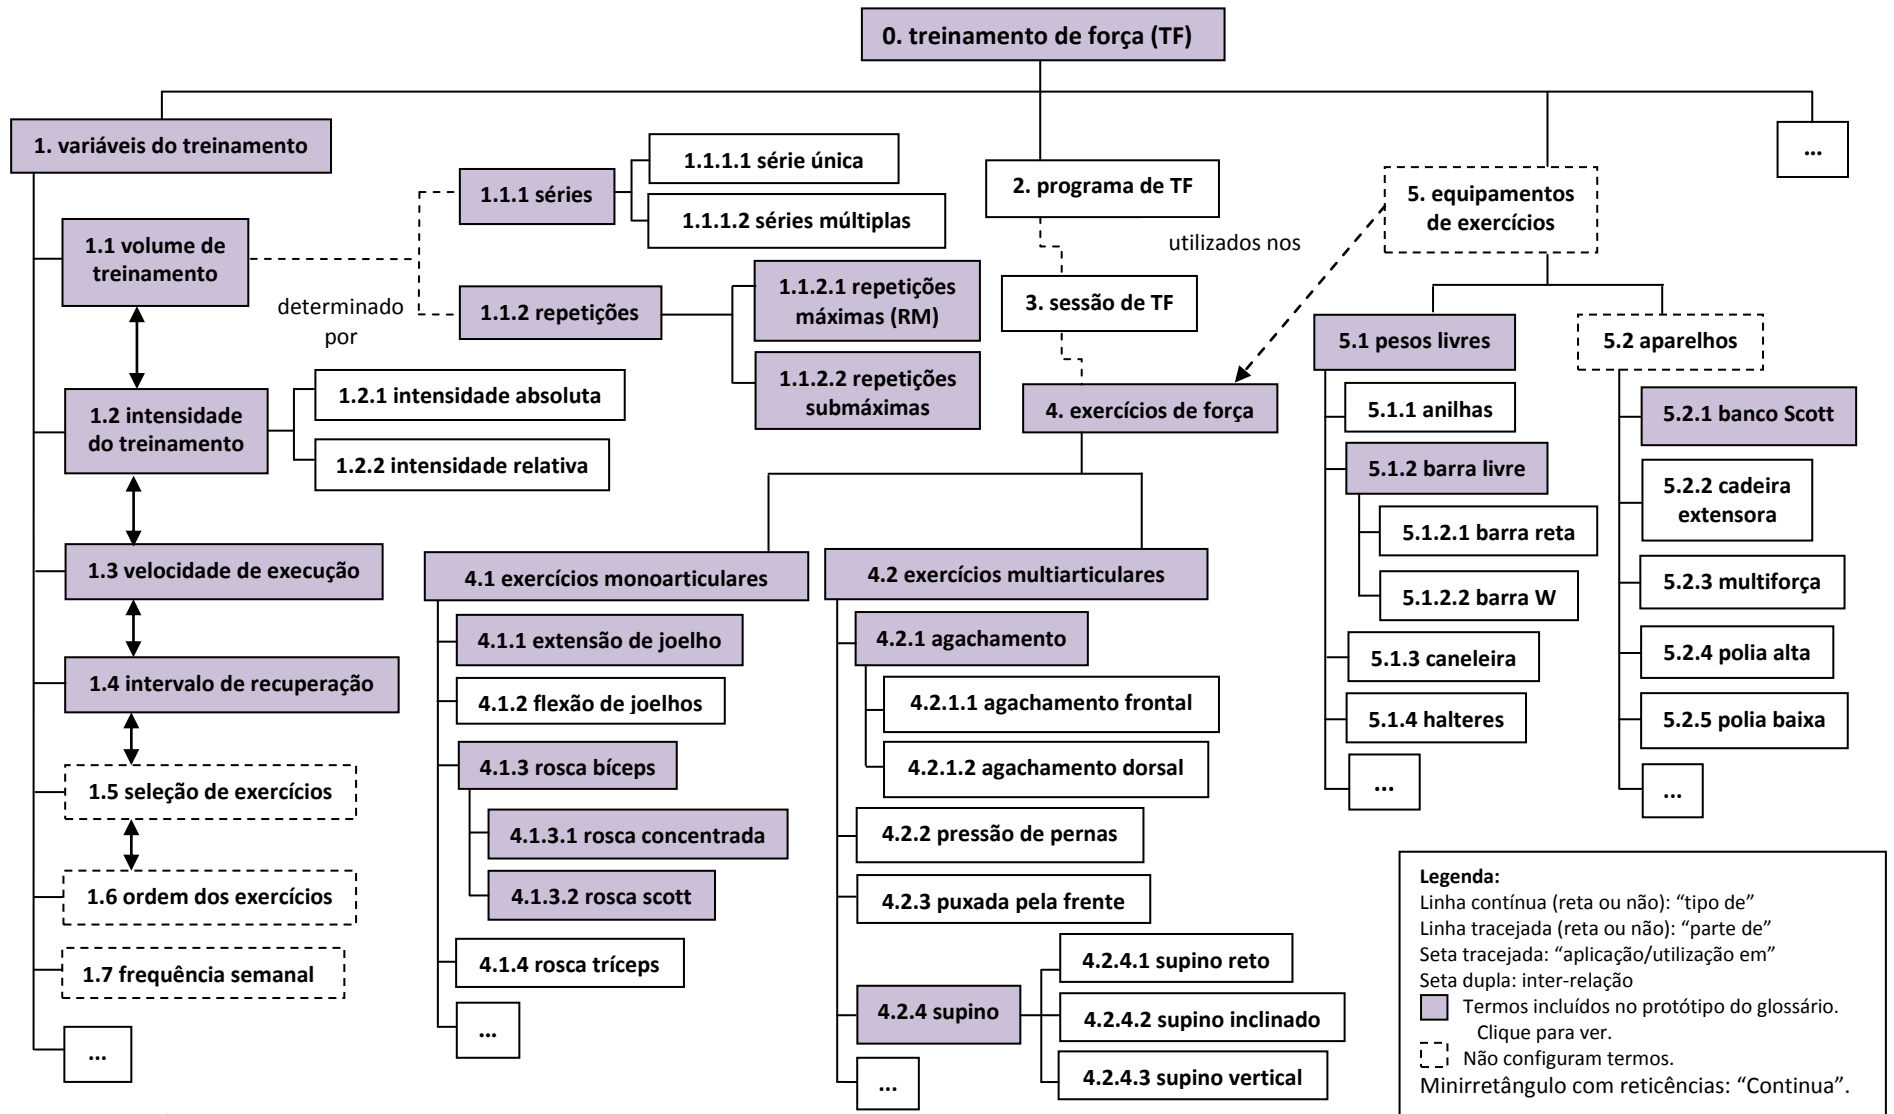 0. treinamento de força (TF)
1. variáveis do treinamento
1.1 volume de
treinamento
determinado
por
1.1.1 séries
1.1.1.1 série única
1.1.1.2 séries múltiplas
1.1.2 repetições
1.1.2.1 repetições
máximas (RM)
1.1.2.2 repetições
submáximas
1.2 intensidade
do treinamento
1.2.1 intensidade absoluta
1.2.2 intensidade relativa
1.3 velocidade de execução
1.4 intervalo de recuperação
1.5 seleção de exercícios
1.6 ordem dos exercícios
1.7 frequência semanal
...
2. programa de TF
3. sessão de TF
4. exercícios de força
4.1 exercícios monoarticulares
4.1.1 extensão de joelho
4.1.2 flexão de joelhos
4.1.3 rosca bíceps
4.1.3.1 rosca concentrada
4.1.3.2 rosca scott
4.1.4 rosca tríceps
...
4.2 exercícios multiarticulares
4.2.1 agachamento
4.2.1.1 agachamento frontal
4.2.1.2 agachamento dorsal
4.2.2 pressão de pernas
4.2.3 puxada pela frente
4.2.4 supino
4.2.4.1 supino reto
4.2.4.2 supino inclinado
4.2.4.3 supino vertical
...
utilizados nos
5. equipamentos
de exercícios
5.1 pesos livres
5.1.1 anilhas
5.1.2 barra livre
5.1.2.1 barra reta
5.1.2.2 barra W
5.1.3 caneleira
5.1.4 halteres
...
5.2 aparelhos
5.2.1 banco Scott
5.2.2 cadeira
extensora
5.2.3 multiforça
5.2.4 polia alta
5.2.5 polia baixa
...
...
Legenda:
Linha contínua (reta ou não): “tipo de”
Linha tracejada (reta ou não): “parte de”
Seta tracejada: “aplicação/utilização em”
Seta dupla: inter-relação
Termos incluídos no protótipo do glossário.
Clique para ver.
Não configuram termos.
Minirretângulo com reticências: “Continua”.